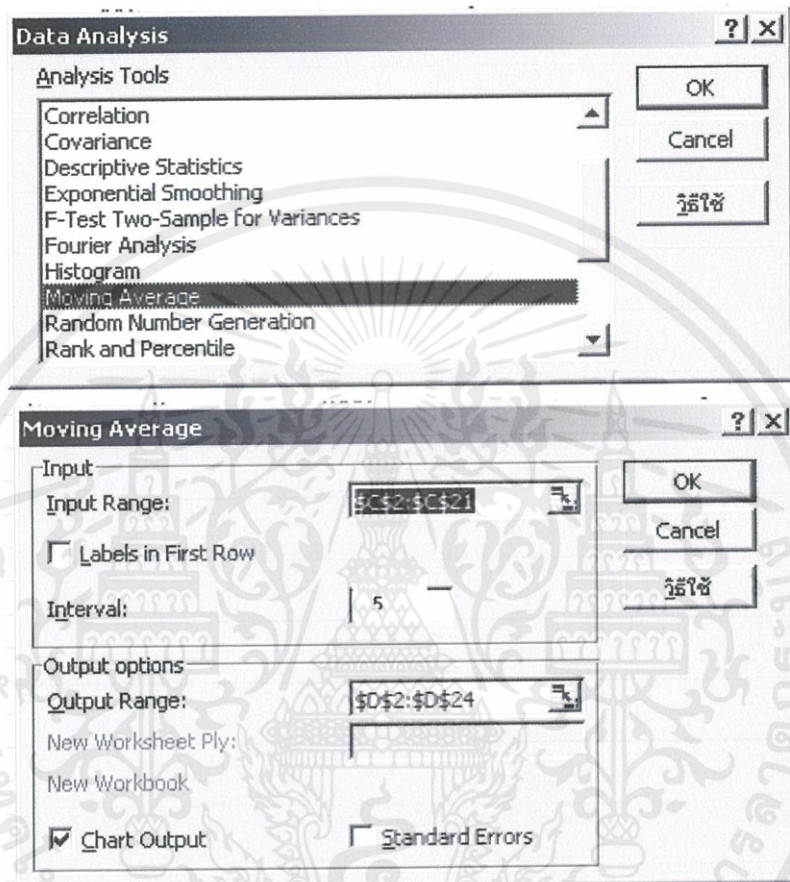 Data Analysis
Analysis Tools
OK
Correlation
Covariance
Cancel
Descriptive Statistics
Exponential Smoothing
วิธีใช้
F-Test Two-Sample for Variances
Fourier Analysis
Histogram
Moving Average
Random Number Generation
Rank and Percentile
Moving Average
Input
Input Range: $C$2:$C$21
OK
Labels in First Row
Cancel
Interval: 5
วิธีใช้
Output options
Output Range: $D$2:$D$24
New Worksheet Ply:
New Workbook
Chart Output
Standard Errors